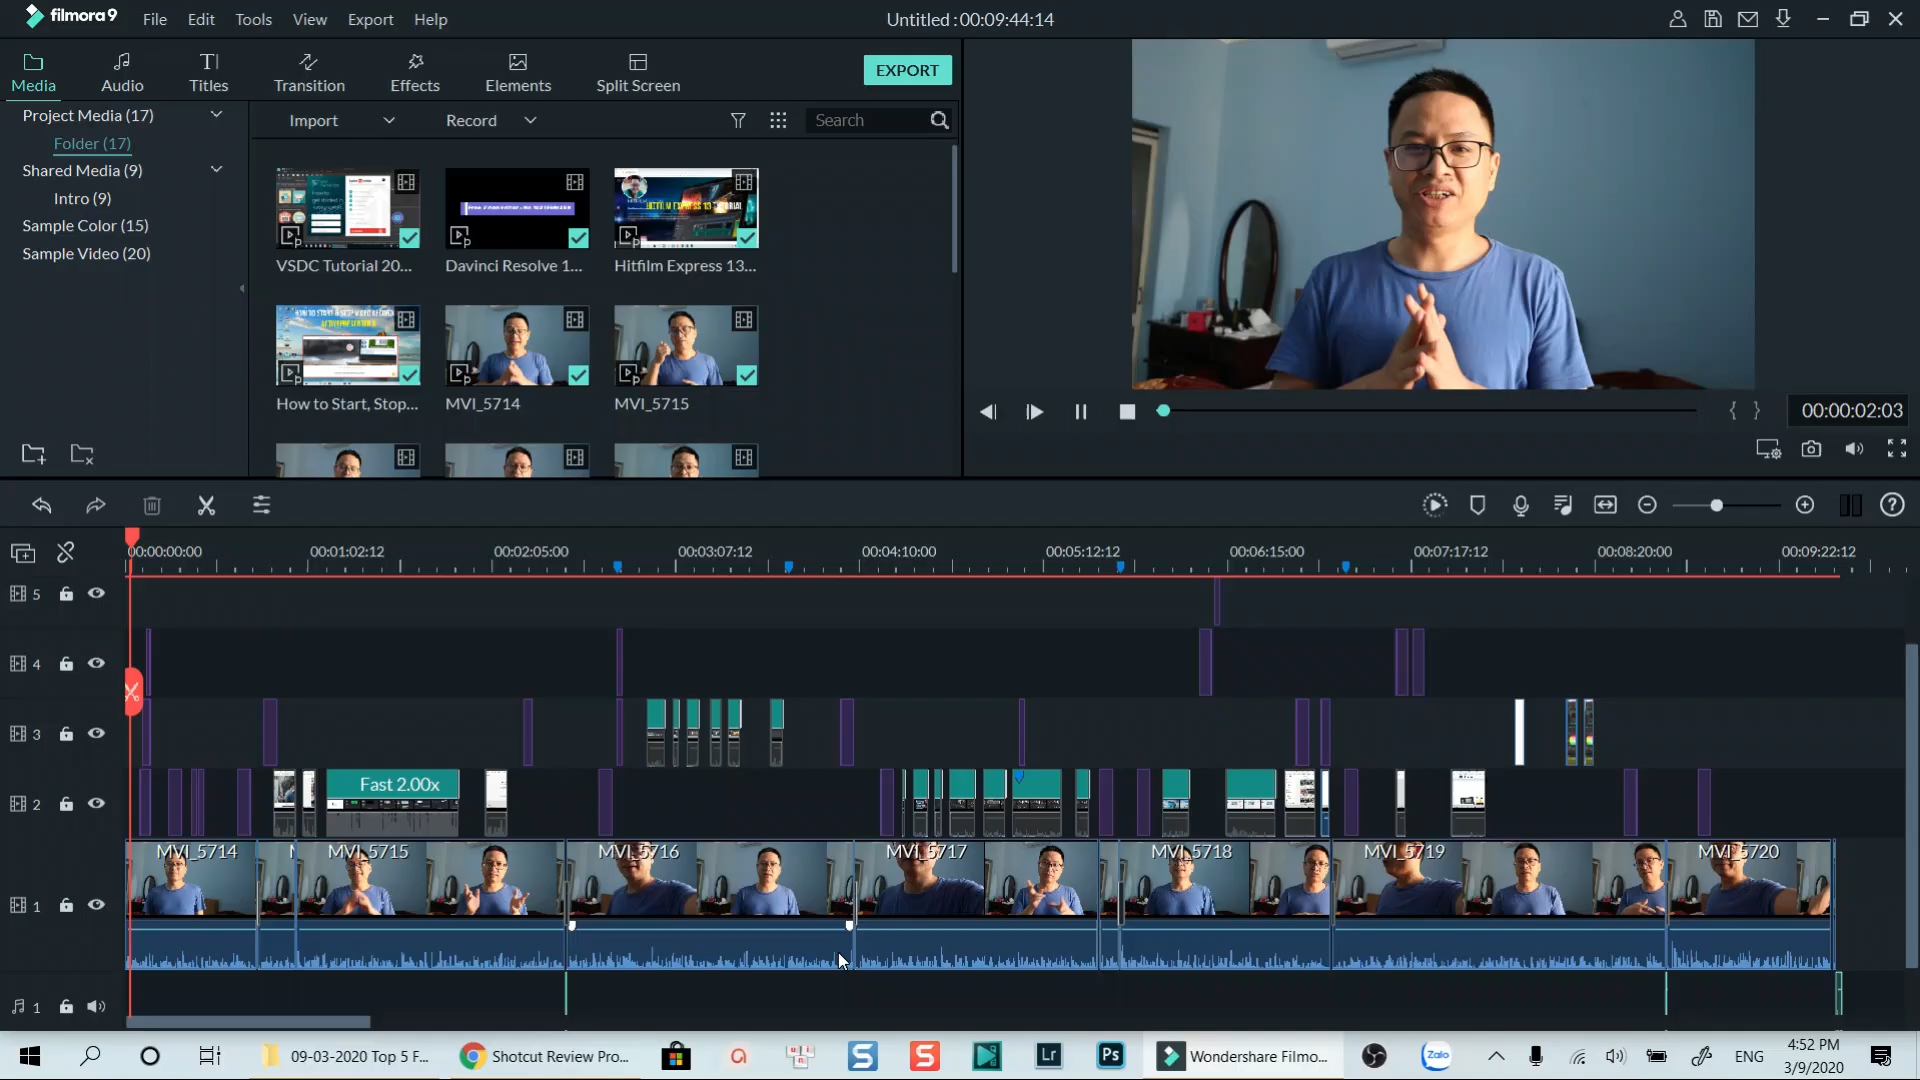 filmora9
File Edit Tools View Export Help
Untitled : 00:09:44:14
Media Audio Titles Transition Effects Elements Split Screen
EXPORT
Project Media (17)
Folder (17)
Shared Media (9)
Intro (9)
Sample Color (15)
Sample Video (20)
Import Record Search
VSDC Tutorial 20... Davinci Resolve 1... Hitfilm Express 13...
How to Start, Stop... MVI_5714 MVI_5715
00:00:02:03
00:00:00:00 00:01:02:12 00:02:05:00 00:03:07:12 00:04:10:00 00:05:12:12 00:06:15:00 00:07:17:12 00:08:20:00 00:09:22:12
5
4
3
2
Fast 2.00x
MVI_5714 MVI_5715 MVI_5716 MVI_5717 MVI_5718 MVI_5719 MVI_5720
1
1
09-03-2020 Top 5 F...
Shotcut Review Pro...
Lr
Ps
Wondershare Filmo...
Zalo
ENG
4:52 PM
3/9/2020